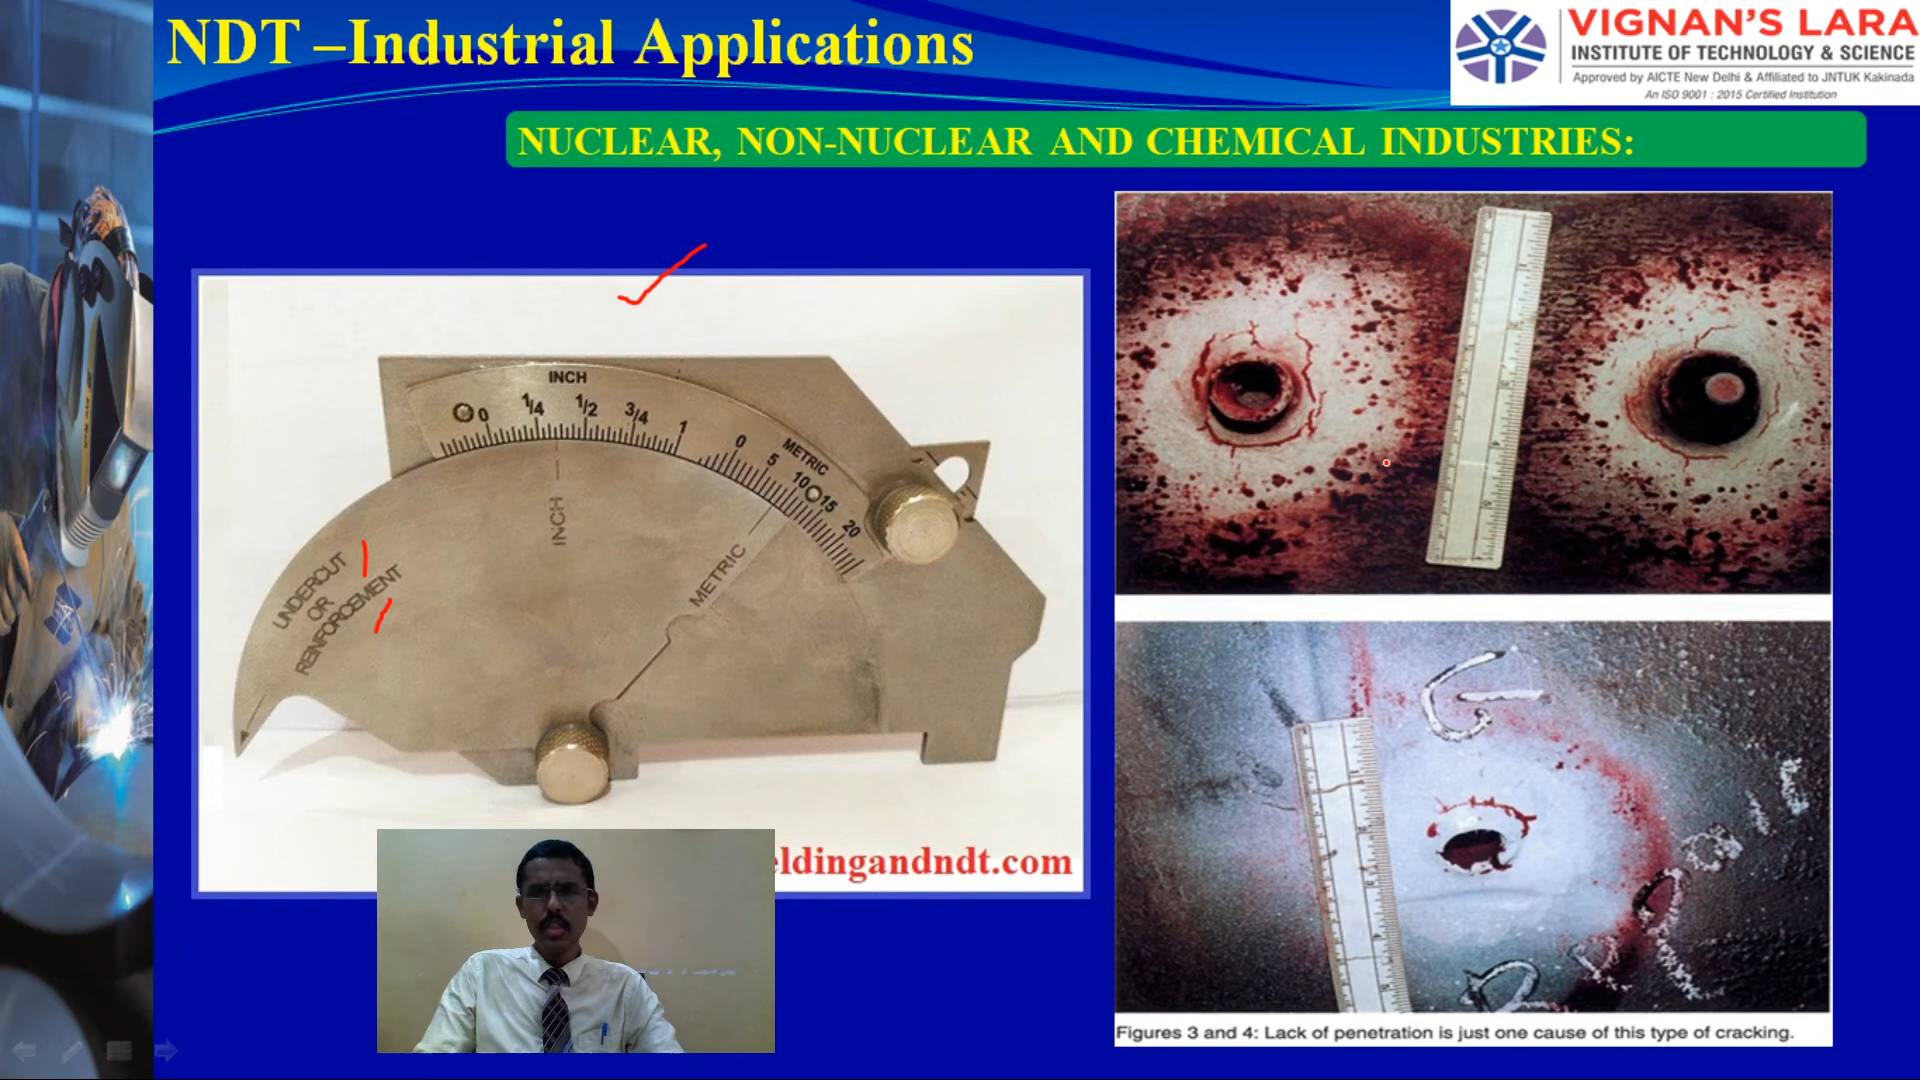 NDT –Industrial Applications
VIGNAN'S LARA
INSTITUTE OF TECHNOLOGY & SCIENCE
Approved by AICTE New Delhi & Affiliated to JNTUK Kakinada
An ISO 9001 : 2015 Certified Institution
NUCLEAR, NON-NUCLEAR AND CHEMICAL INDUSTRIES:
INCH
0 1/4 1/2 3/4 1
METRIC
0 5 10 15 20
INCH
METRIC
UNDERCUT
OR
REINFORCEMENT
eldingandndt.com
G
Figures 3 and 4: Lack of penetration is just one cause of this type of cracking.